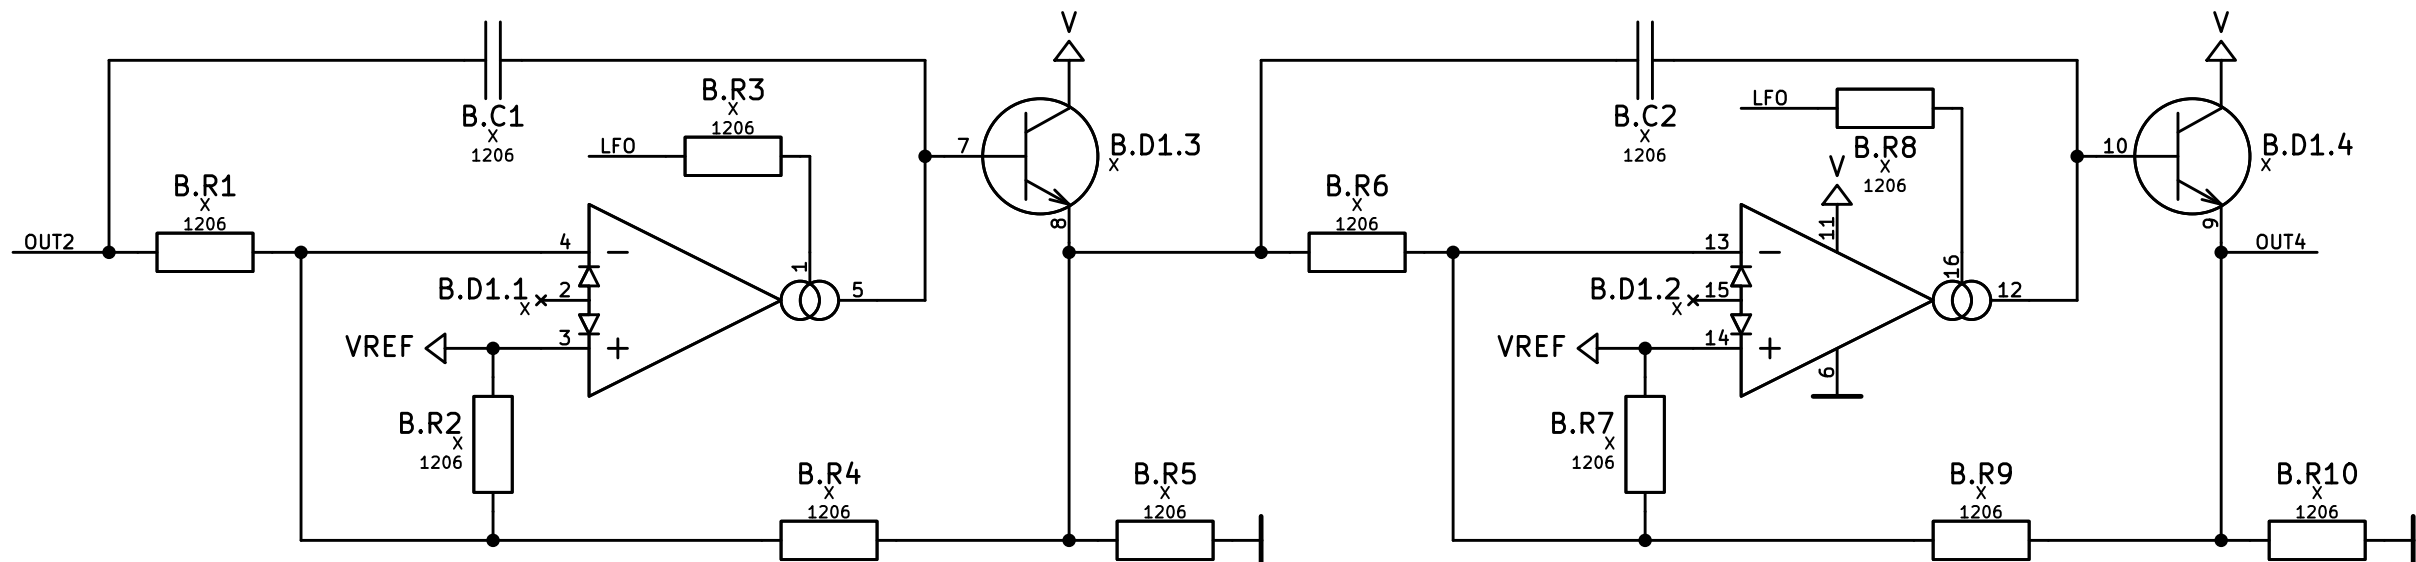 V
V
B.R3
X
1206
LFO
B.R8
X
1206
B.C1
X
1206
B.C2
X
1206
LFO
7
B.D1.3
X
10
B.D1.4
X
V
B.R1
X
1206
B.R6
X
1206
8
9
11
OUT2
4
13
OUT4
1
16
B.D1.1
X
2
5
B.D1.2
X
15
12
VREF
3
VREF
14
6
B.R2
X
1206
B.R7
X
1206
B.R4
X
1206
B.R5
X
1206
B.R9
X
1206
B.R10
X
1206